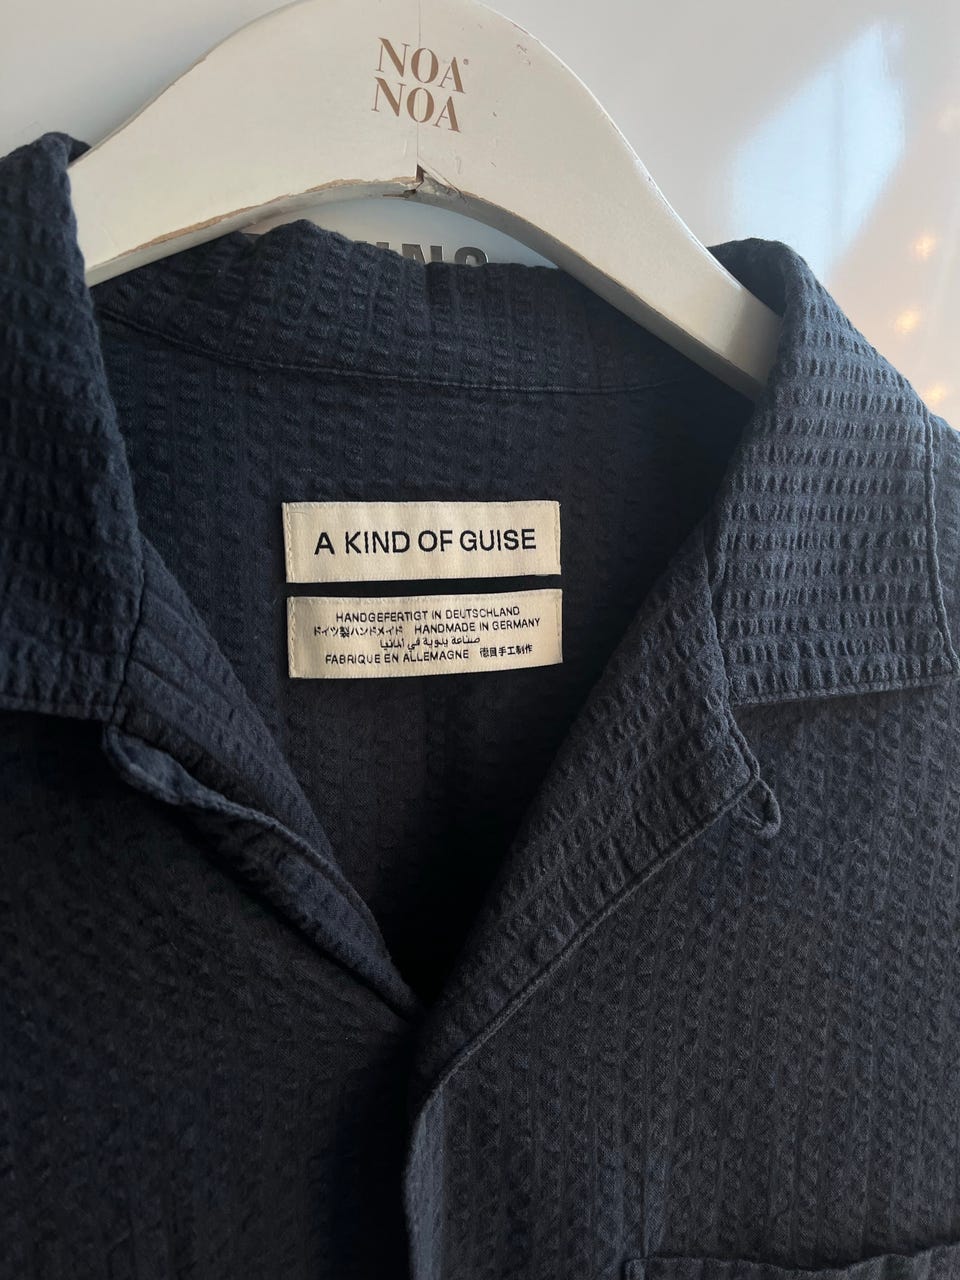 NOA®
NOA
A KIND OF GUISE
HANDGEFERTIGT IN DEUTSCHLAND
ドイツ製ハンドメイド HANDMADE IN GERMANY
صناعة يدوية في ألمانيا
FABRIQUE EN ALLEMAGNE 德国手工制作